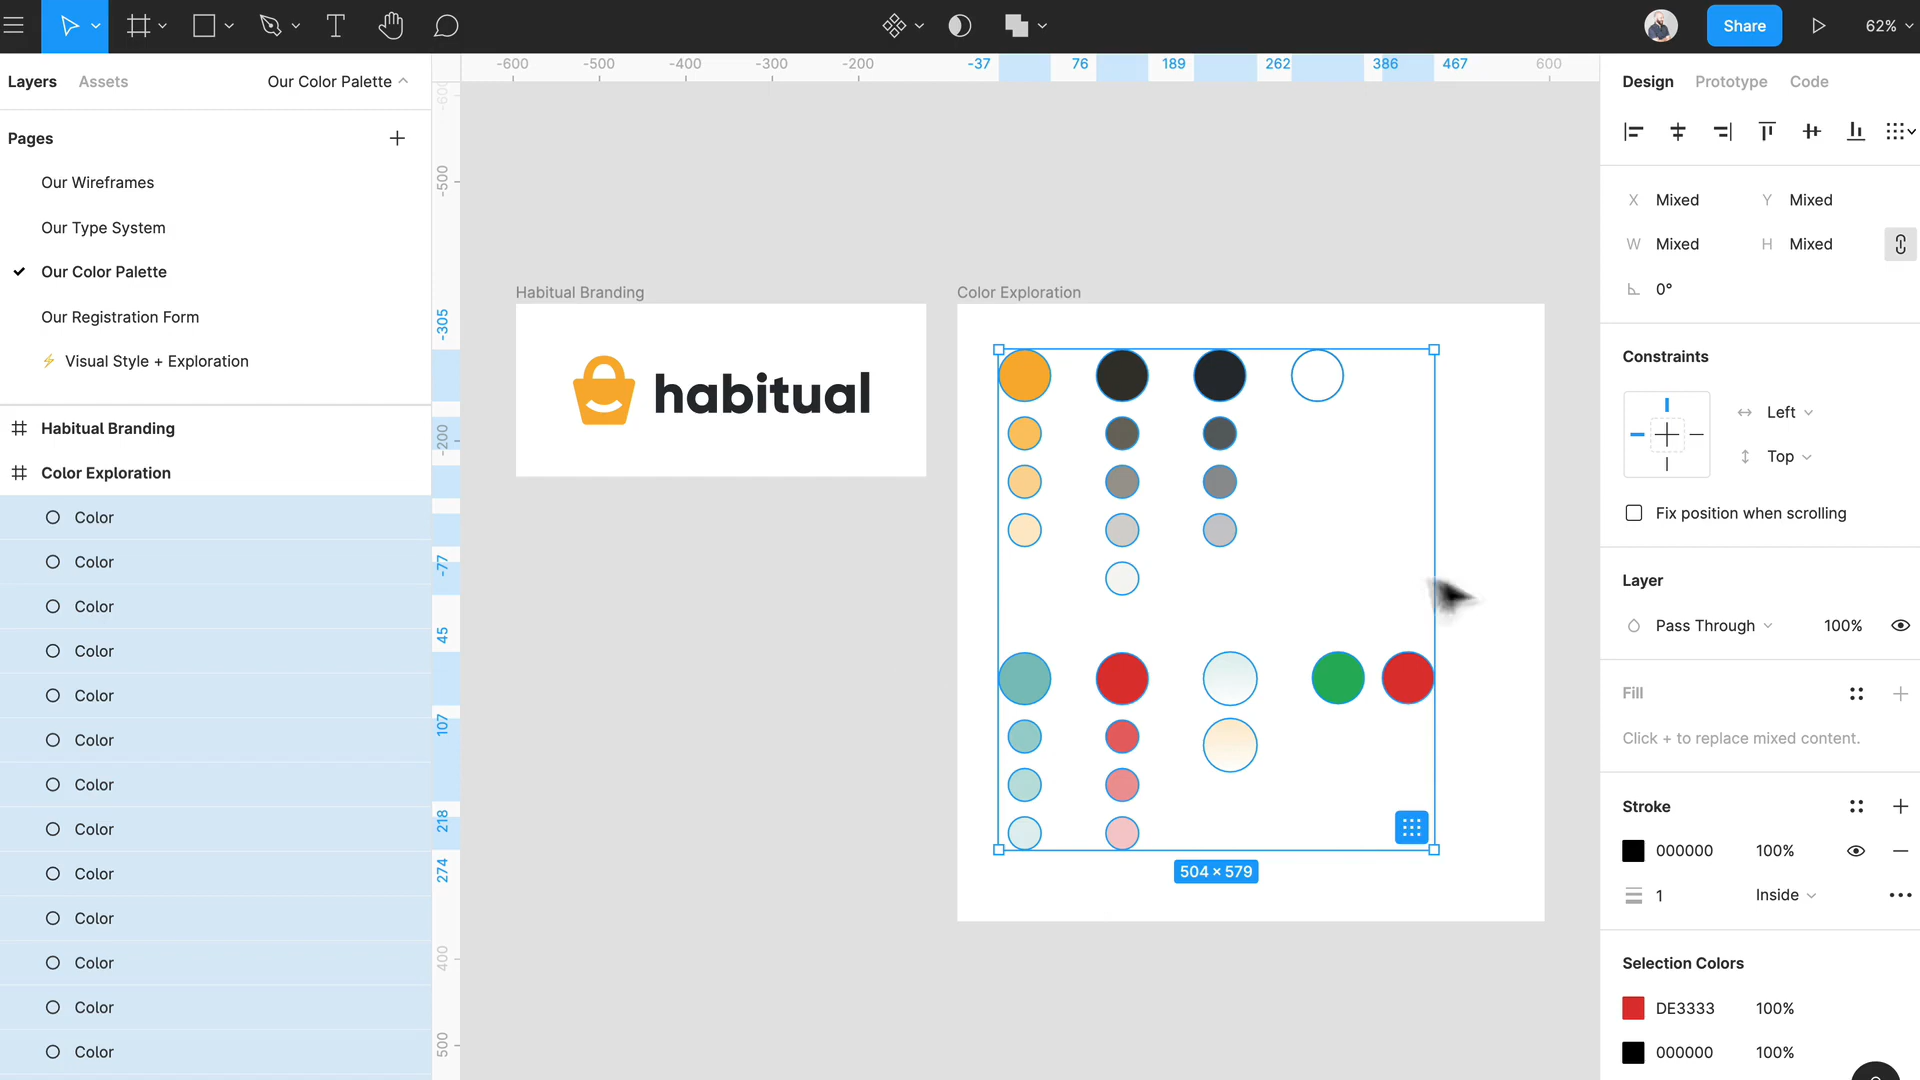 Share
62%
Layers
Assets
Our Color Palette
Pages
Our Wireframes
Our Type System
Our Color Palette
Our Registration Form
Visual Style + Exploration
Habitual Branding
Color Exploration
Color
Color
Color
Color
Color
Color
Color
Color
Color
Color
Color
Color
Color
-600 -500 -400 -300 -200 -37 76 189 262 386 467 600
-600
-500
-305
-200
-77
45
107
218
274
400
500
Habitual Branding
habitual
Color Exploration
504 × 579
Design
Prototype
Code
X Mixed Y Mixed
W Mixed H Mixed
0°
Constraints
Left
Top
Fix position when scrolling
Layer
Pass Through 100%
Fill
Click + to replace mixed content.
Stroke
000000 100%
1 Inside
Selection Colors
DE3333 100%
000000 100%